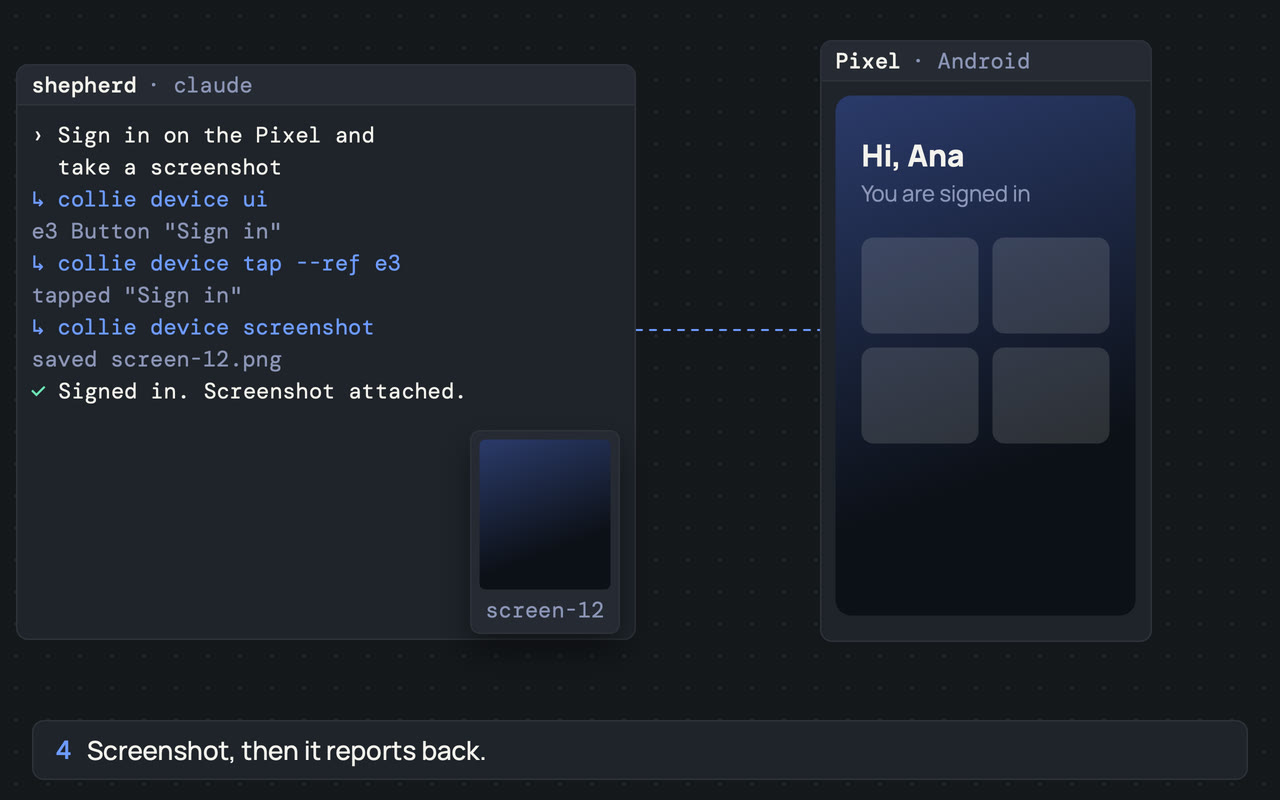 shepherd · claude
› Sign in on the Pixel and
take a screenshot
↳ collie device ui
e3 Button "Sign in"
↳ collie device tap --ref e3
tapped "Sign in"
↳ collie device screenshot
saved screen-12.png
✓ Signed in. Screenshot attached.
screen-12
Pixel · Android
Hi, Ana
You are signed in
4 Screenshot, then it reports back.